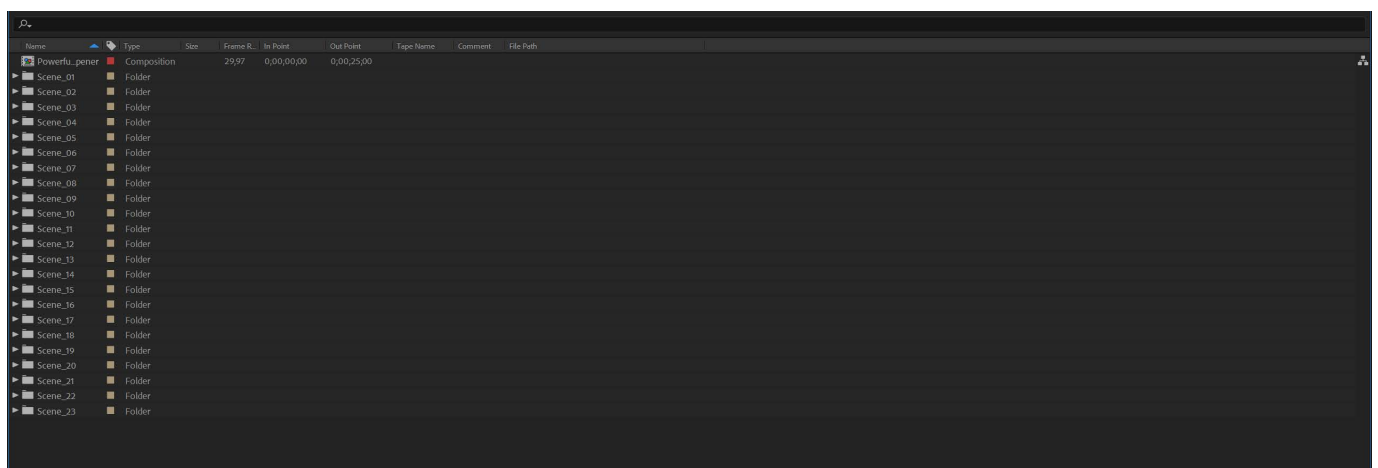 Name Type Size Frame R... In Point Out Point Tape Name Comment File Path
Powerfu...pener Composition 29,97 0;00;00;00 0;00;25;00
Scene_01 Folder
Scene_02 Folder
Scene_03 Folder
Scene_04 Folder
Scene_05 Folder
Scene_06 Folder
Scene_07 Folder
Scene_08 Folder
Scene_09 Folder
Scene_10 Folder
Scene_11 Folder
Scene_12 Folder
Scene_13 Folder
Scene_14 Folder
Scene_15 Folder
Scene_16 Folder
Scene_17 Folder
Scene_18 Folder
Scene_19 Folder
Scene_20 Folder
Scene_21 Folder
Scene_22 Folder
Scene_23 Folder